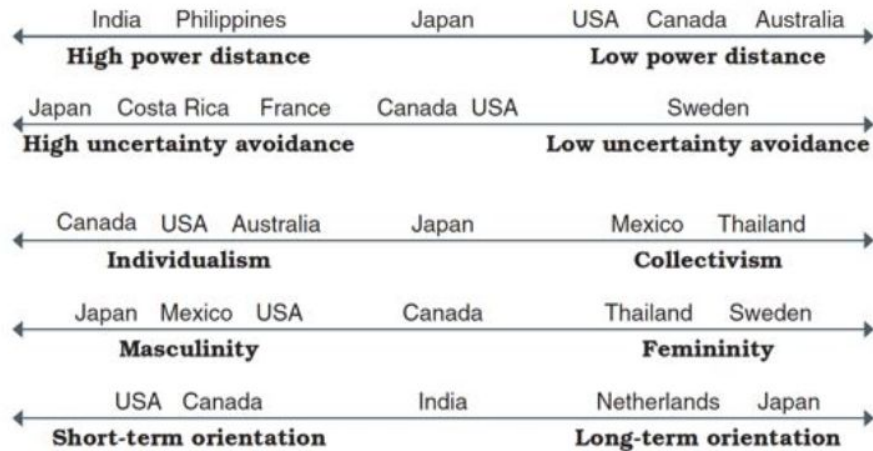 India Philippines Japan USA Canada Australia
High power distance Low power distance
Japan Costa Rica France Canada USA Sweden
High uncertainty avoidance Low uncertainty avoidance
Canada USA Australia Japan Mexico Thailand
Individualism Collectivism
Japan Mexico USA Canada Thailand Sweden
Masculinity Femininity
USA Canada India Netherlands Japan
Short-term orientation Long-term orientation